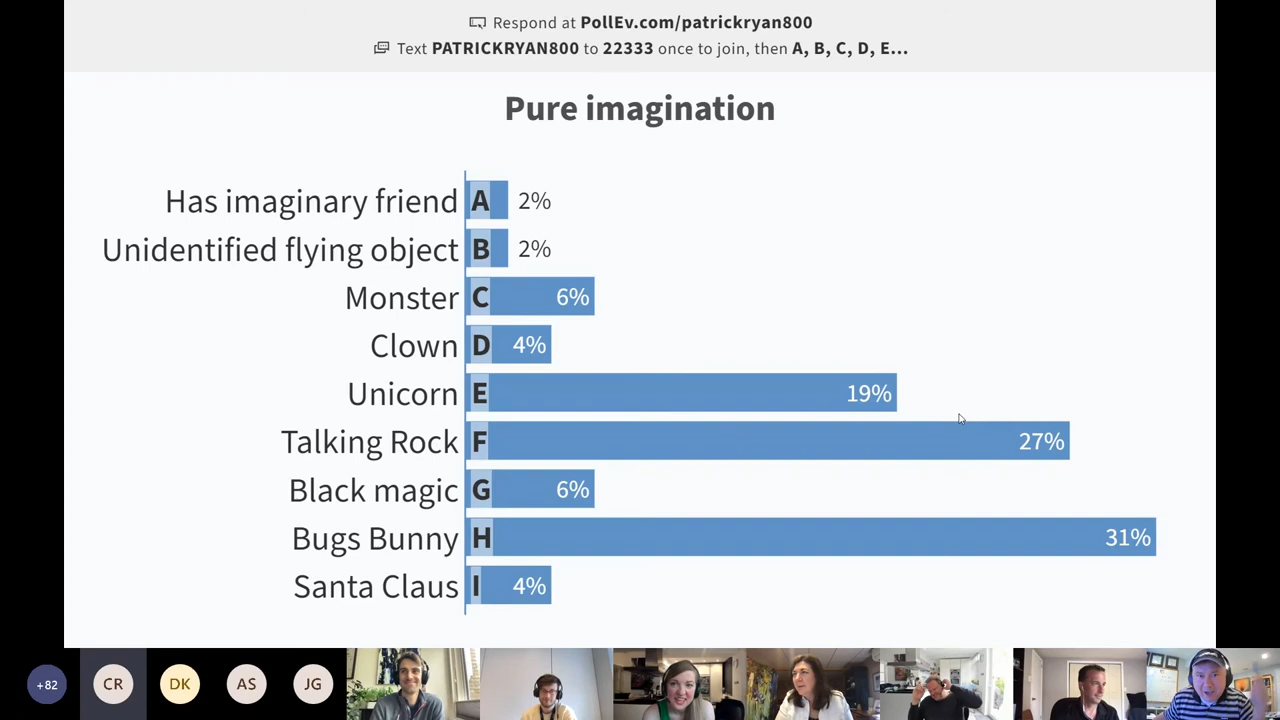 Respond at PollEv.com/patrickryan800
Text PATRICKRYAN800 to 22333 once to join, then A, B, C, D, E...
Pure imagination
Has imaginary friend A 2%
Unidentified flying object B 2%
Monster C 6%
Clown D 4%
Unicorn E 19%
Talking Rock F 27%
Black magic G 6%
Bugs Bunny H 31%
Santa Claus I 4%
+82 CR DK AS JG